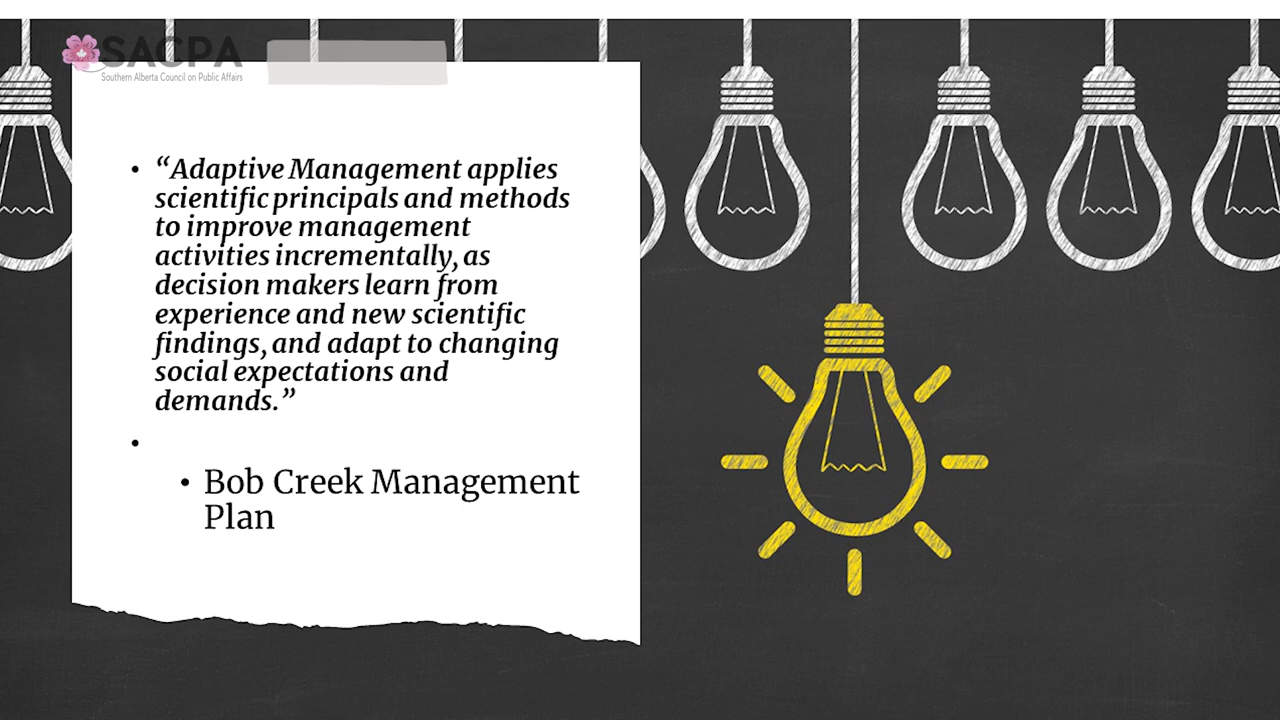 SACPA
Southern Alberta Council on Public Affairs
• “Adaptive Management applies
scientific principals and methods
to improve management
activities incrementally, as
decision makers learn from
experience and new scientific
findings, and adapt to changing
social expectations and
demands.”
•
• Bob Creek Management
Plan